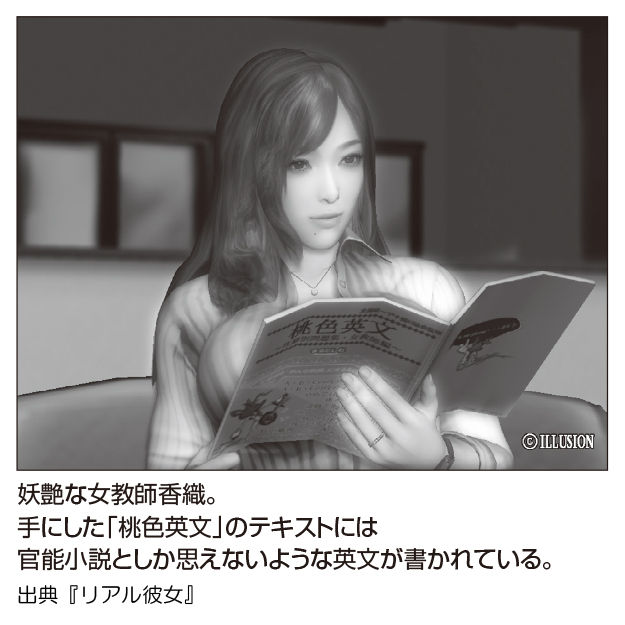 桃色英文
©ILLUSION
妖艶な女教師香織。
手にした「桃色英文」のテキストには
官能小説としか思えないような英文が書かれている。
出典『リアル彼女』